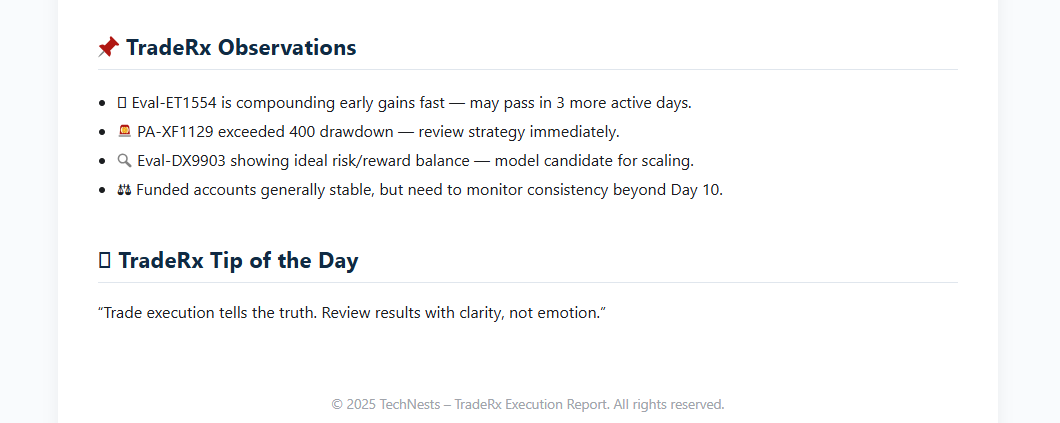 📌 TradeRx Observations
• Eval-ET1554 is compounding early gains fast — may pass in 3 more active days.
• 🚨 PA-XF1129 exceeded 400 drawdown — review strategy immediately.
• 🔍 Eval-DX9903 showing ideal risk/reward balance — model candidate for scaling.
• ⚖ Funded accounts generally stable, but need to monitor consistency beyond Day 10.
TradeRx Tip of the Day
“Trade execution tells the truth. Review results with clarity, not emotion.”
© 2025 TechNests – TradeRx Execution Report. All rights reserved.